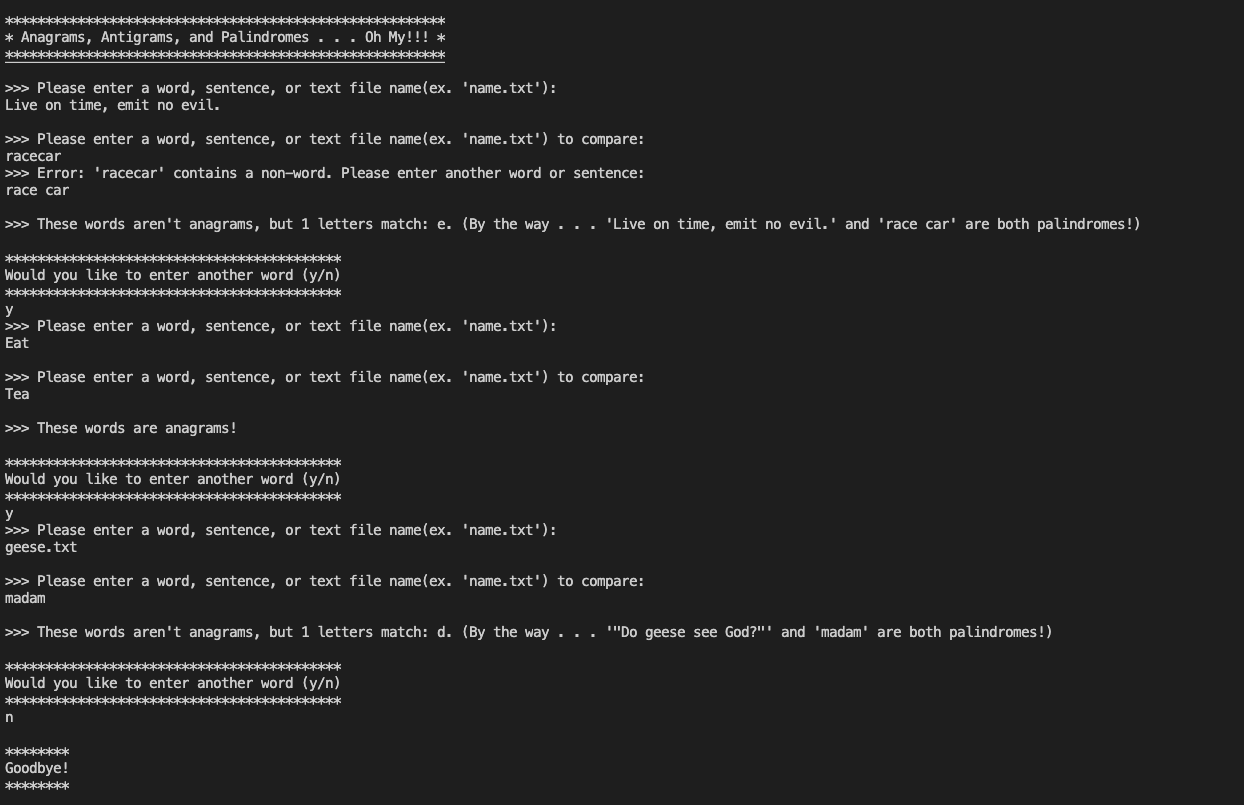 *******************************************************
* Anagrams, Antigrams, and Palindromes . . . Oh My!!! *
*******************************************************
>>> Please enter a word, sentence, or text file name(ex. 'name.txt'):
Live on time, emit no evil.
>>> Please enter a word, sentence, or text file name(ex. 'name.txt') to compare:
racecar
>>> Error: 'racecar' contains a non-word. Please enter another word or sentence:
race car
>>> These words aren't anagrams, but 1 letters match: e. (By the way . . . 'Live on time, emit no evil.' and 'race car' are both palindromes!)
******************************************
Would you like to enter another word (y/n)
******************************************
y
>>> Please enter a word, sentence, or text file name(ex. 'name.txt'):
Eat
>>> Please enter a word, sentence, or text file name(ex. 'name.txt') to compare:
Tea
>>> These words are anagrams!
******************************************
Would you like to enter another word (y/n)
******************************************
y
>>> Please enter a word, sentence, or text file name(ex. 'name.txt'):
geese.txt
>>> Please enter a word, sentence, or text file name(ex. 'name.txt') to compare:
madam
>>> These words aren't anagrams, but 1 letters match: d. (By the way . . . '"Do geese see God?"' and 'madam' are both palindromes!)
******************************************
Would you like to enter another word (y/n)
******************************************
n
********
Goodbye!
********